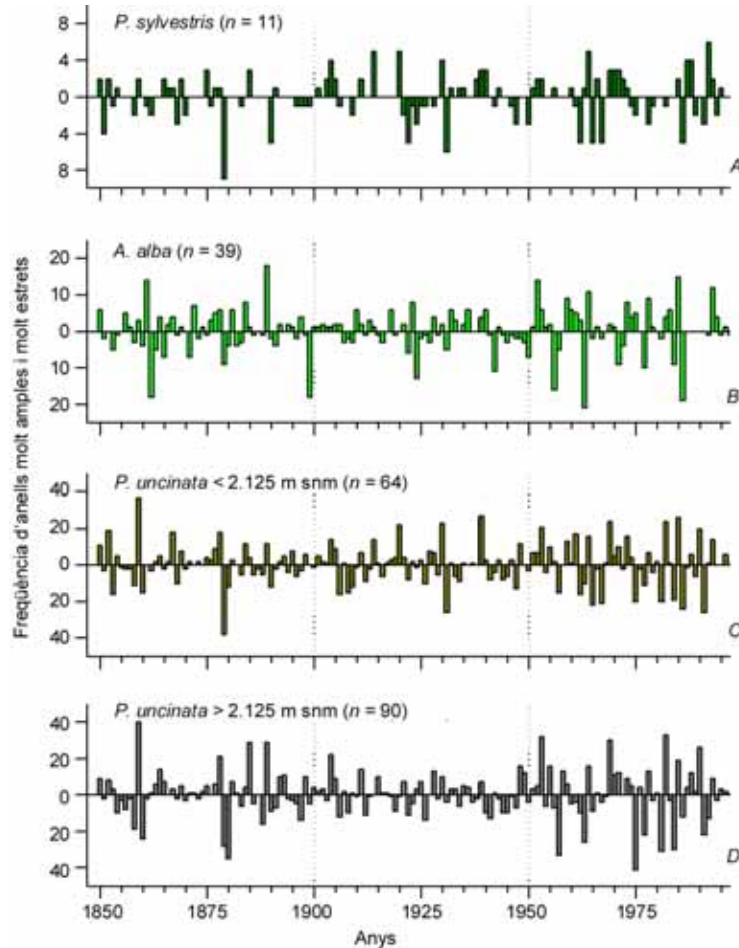 P. sylvestris (n = 11)
8
4
0
4
8
A
A. alba (n = 39)
20
10
0
10
20
B
Freqüència d'anells molt amples i molt estrets
P. uncinata < 2.125 m snm (n = 64)
40
20
0
20
40
C
P. uncinata > 2.125 m snm (n = 90)
40
20
0
20
40
D
1850 1875 1900 1925 1950 1975
Anys